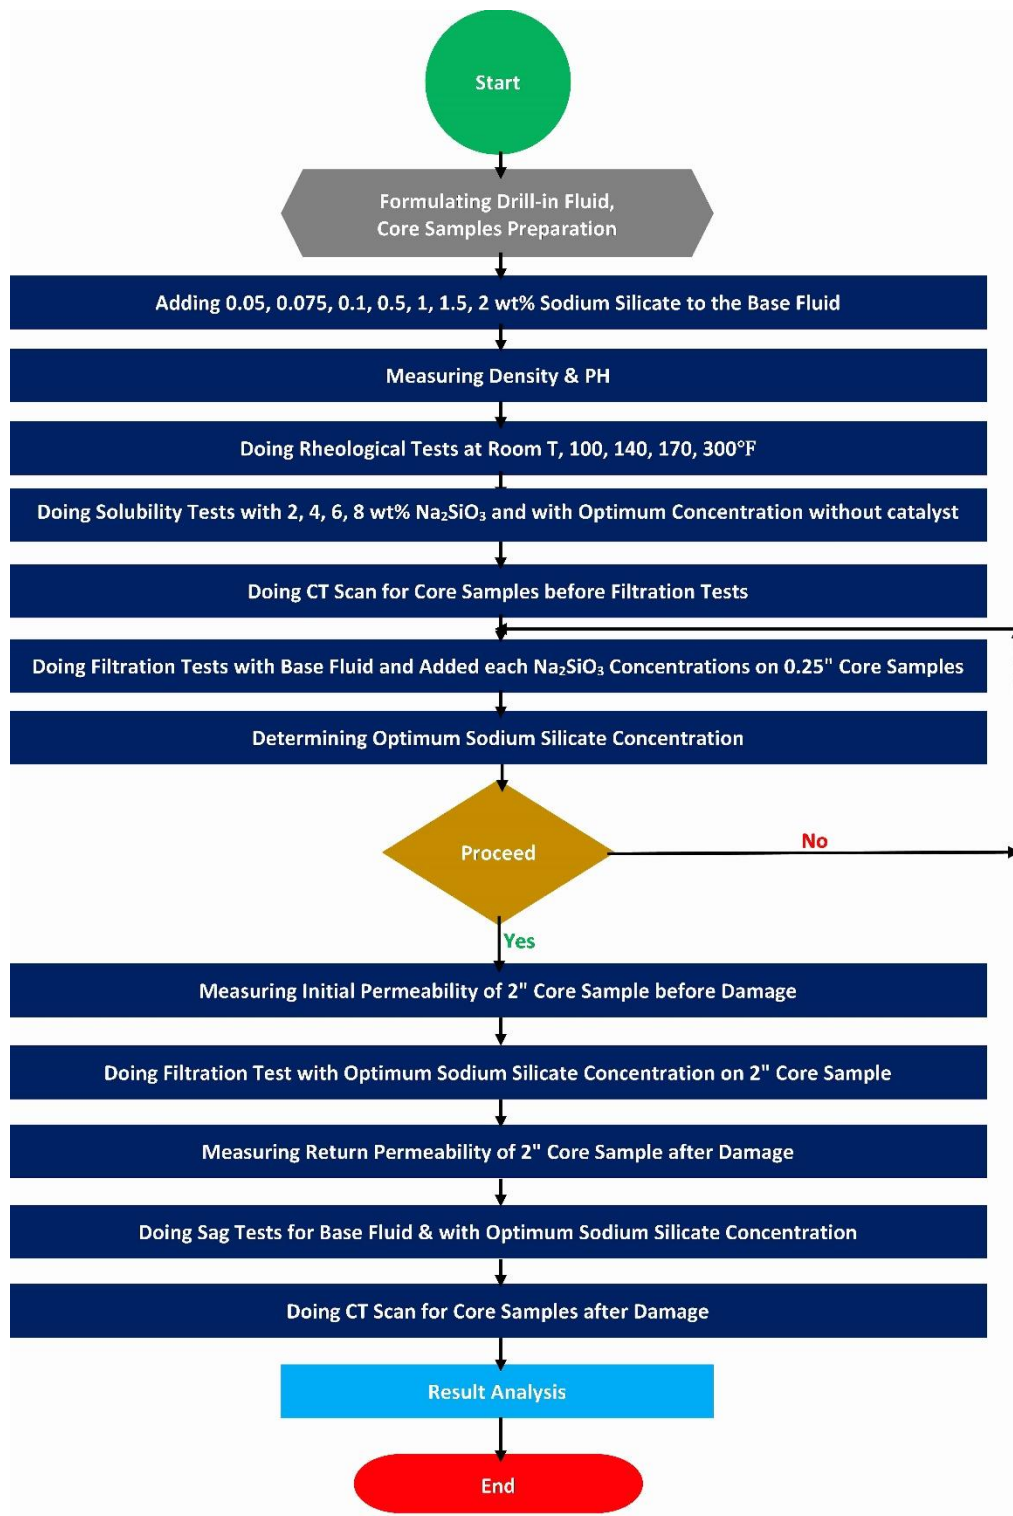 Start
Formulating Drill-in Fluid,
Core Samples Preparation
Adding 0.05, 0.075, 0.1, 0.5, 1, 1.5, 2 wt% Sodium Silicate to the Base Fluid
Measuring Density & PH
Doing Rheological Tests at Room T, 100, 140, 170, 300°F
Doing Solubility Tests with 2, 4, 6, 8 wt% Na₂SiO₃ and with Optimum Concentration without catalyst
Doing CT Scan for Core Samples before Filtration Tests
Doing Filtration Tests with Base Fluid and Added each Na₂SiO₃ Concentrations on 0.25" Core Samples
Determining Optimum Sodium Silicate Concentration
Proceed
No
Yes
Measuring Initial Permeability of 2" Core Sample before Damage
Doing Filtration Test with Optimum Sodium Silicate Concentration on 2" Core Sample
Measuring Return Permeability of 2" Core Sample after Damage
Doing Sag Tests for Base Fluid & with Optimum Sodium Silicate Concentration
Doing CT Scan for Core Samples after Damage
Result Analysis
End